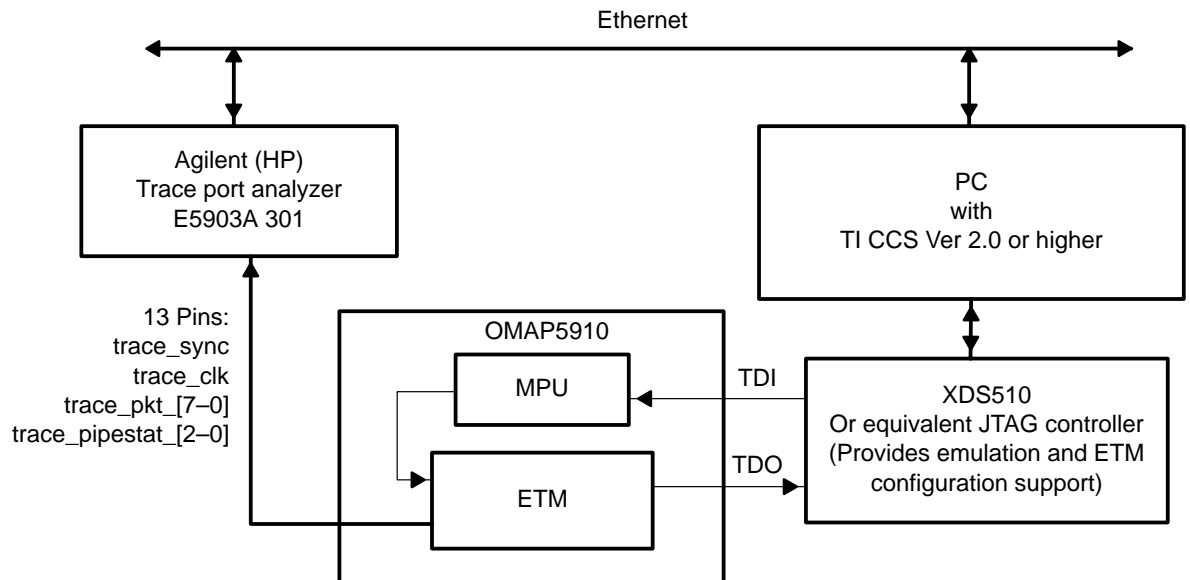 Ethernet
Agilent (HP)
Trace port analyzer
E5903A 301
PC
with
TI CCS Ver 2.0 or higher
13 Pins:
trace_sync
trace_clk
trace_pkt_[7–0]
trace_pipestat_[2–0]
OMAP5910
MPU
ETM
TDI
TDO
XDS510
Or equivalent JTAG controller
(Provides emulation and ETM
configuration support)